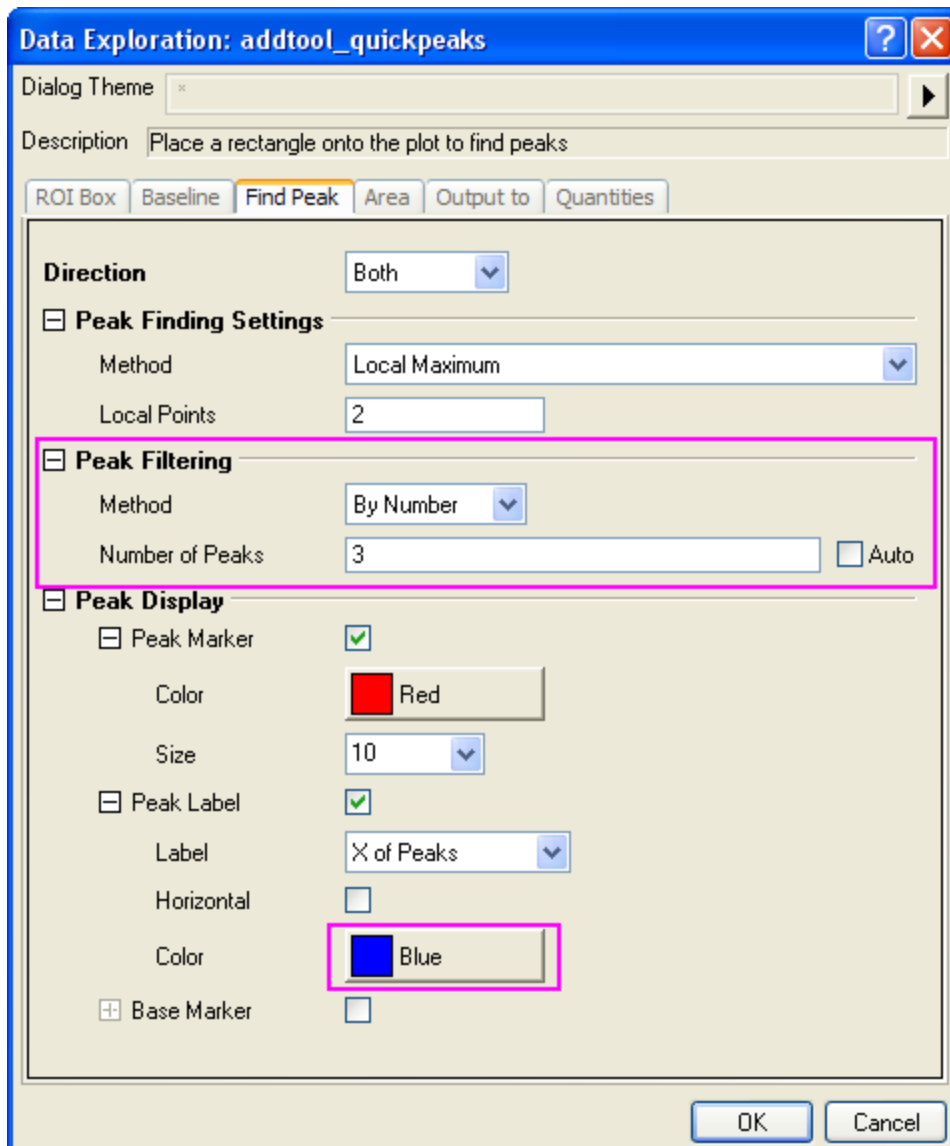 Data Exploration: addtool_quickpeaks
Dialog Theme *
Description Place a rectangle onto the plot to find peaks
ROI Box Baseline Find Peak Area Output to Quantities
Direction Both
Peak Finding Settings
Method Local Maximum
Local Points 2
Peak Filtering
Method By Number
Number of Peaks 3 Auto
Peak Display
Peak Marker
Color Red
Size 10
Peak Label
Label X of Peaks
Horizontal
Color Blue
Base Marker
OK Cancel